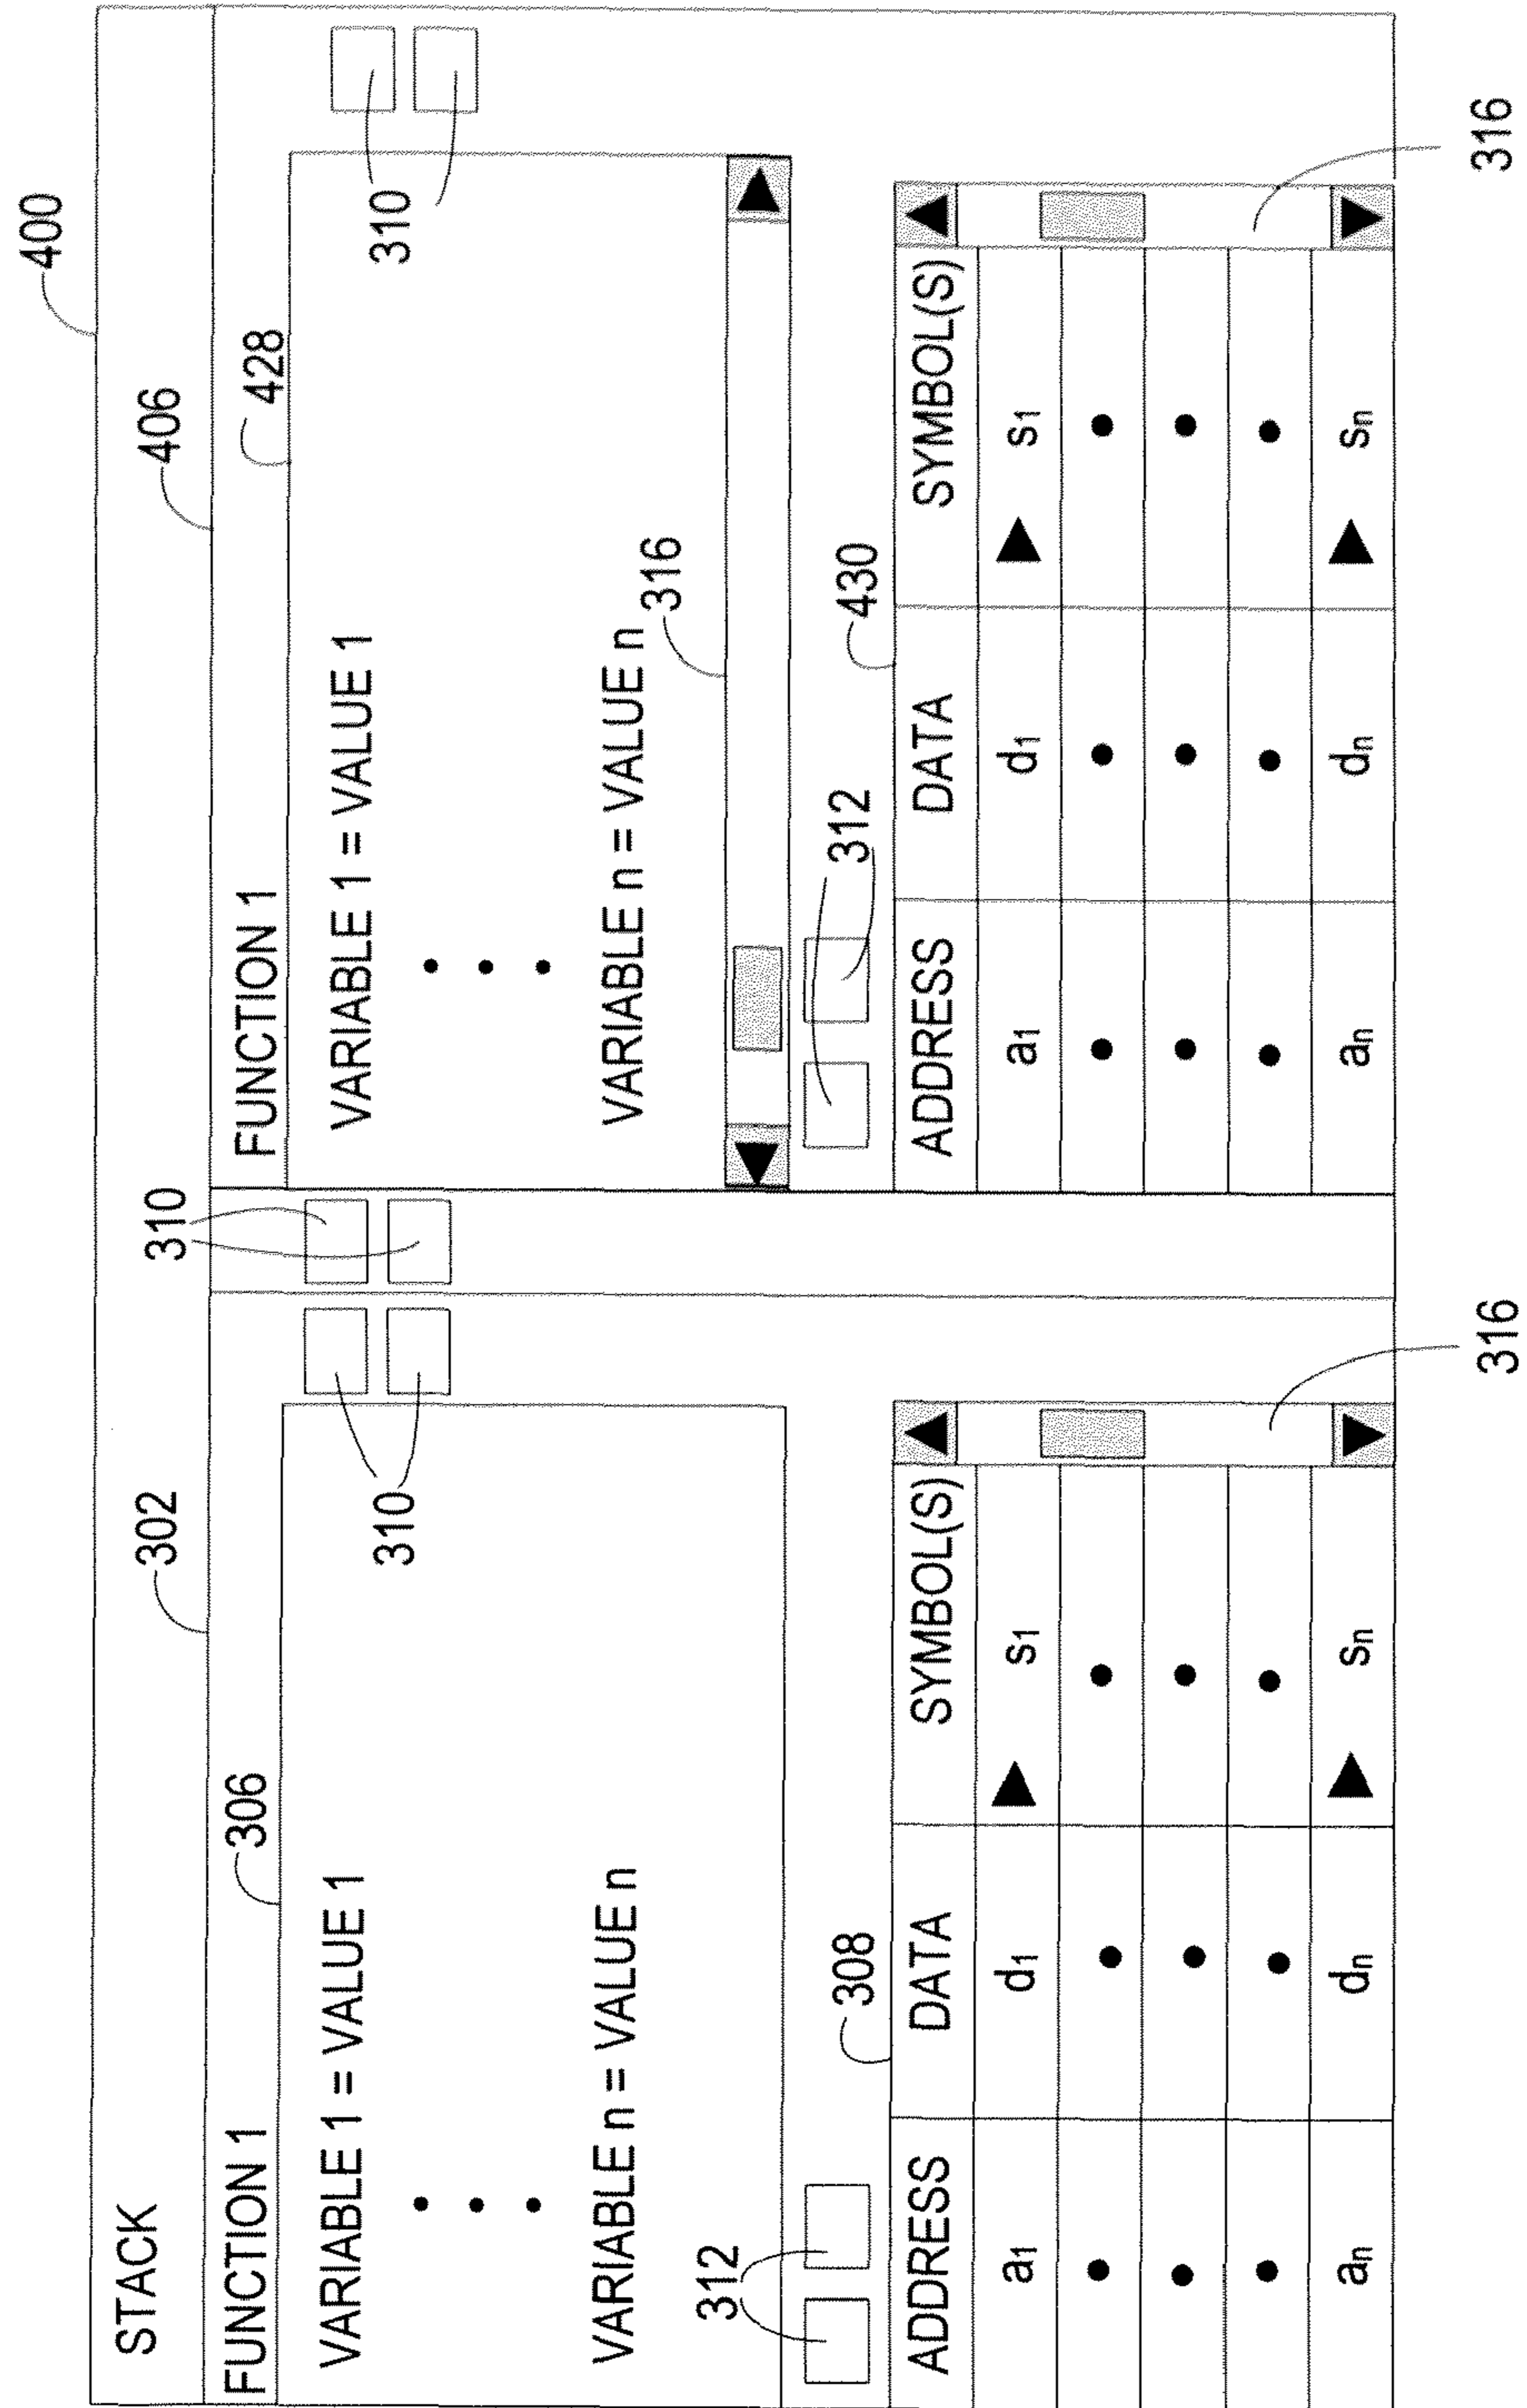 400
STACK
302
406
FUNCTION 1
306
310
FUNCTION 1
428
VARIABLE 1 = VALUE 1
VARIABLE n = VALUE n
310
VARIABLE 1 = VALUE 1
VARIABLE n = VALUE n
316
310
312
308
312
430
ADDRESS DATA SYMBOL(S)
a1 d1 ▶ s1
• • •
• • •
• • •
an dn ▶ sn
316
ADDRESS DATA SYMBOL(S)
a1 d1 ▶ s1
• • •
• • •
• • •
an dn ▶ sn
316